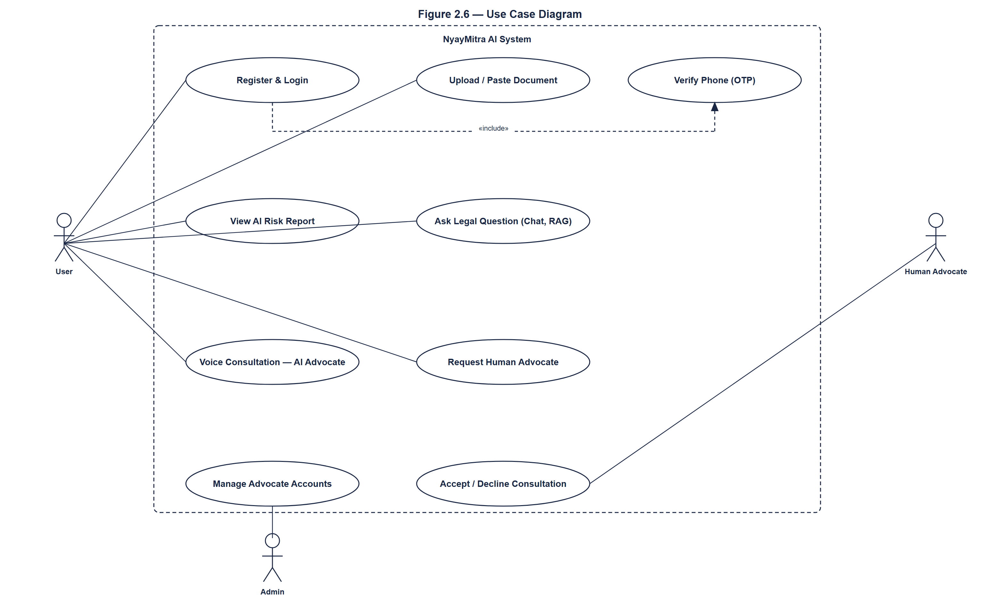 Figure 2.6 — Use Case Diagram
NyayMitra AI System
Register & Login
Upload / Paste Document
Verify Phone (OTP)
«include»
View AI Risk Report
Ask Legal Question (Chat, RAG)
User
Human Advocate
Voice Consultation — AI Advocate
Request Human Advocate
Manage Advocate Accounts
Accept / Decline Consultation
Admin